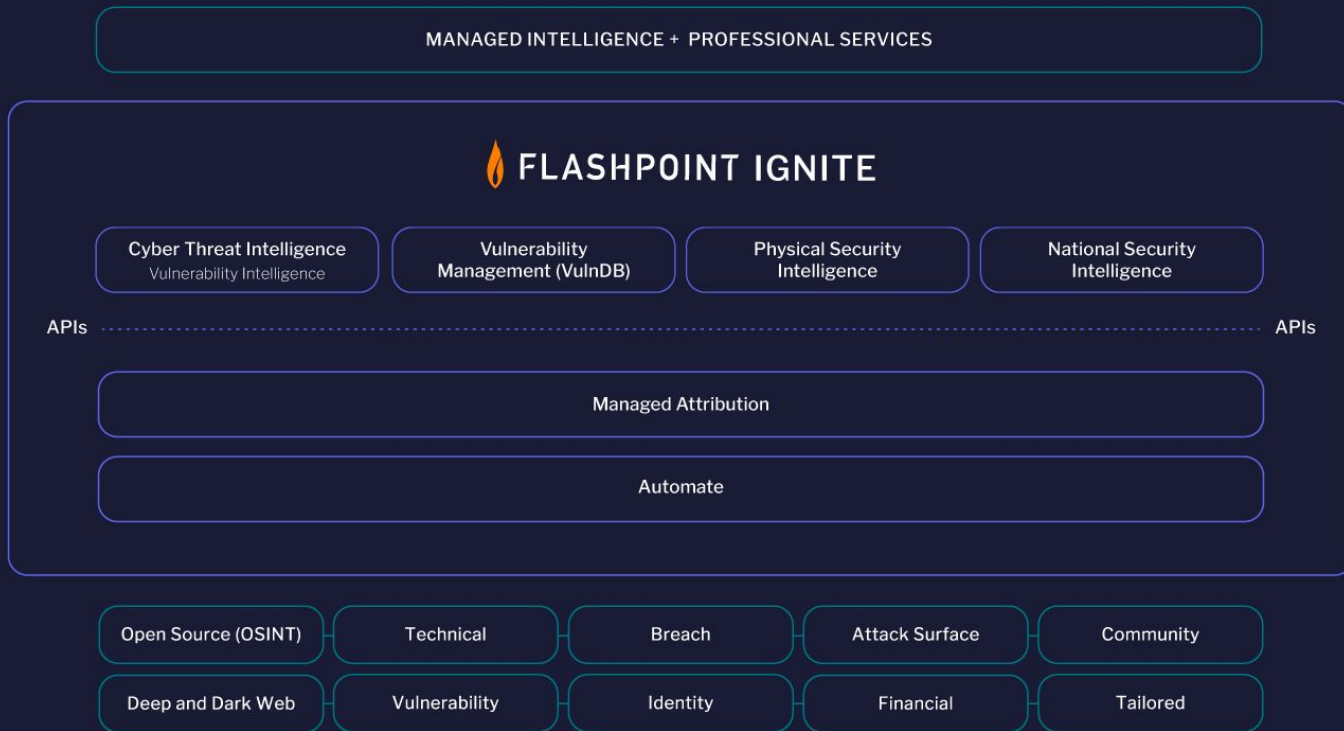 MANAGED INTELLIGENCE + PROFESSIONAL SERVICES
FLASHPOINT IGNITE
Cyber Threat Intelligence
Vulnerability Intelligence
Vulnerability
Management (VulnDB)
Physical Security
Intelligence
National Security
Intelligence
APIs
APIs
Managed Attribution
Automate
Open Source (OSINT)
Technical
Breach
Attack Surface
Community
Deep and Dark Web
Vulnerability
Identity
Financial
Tailored